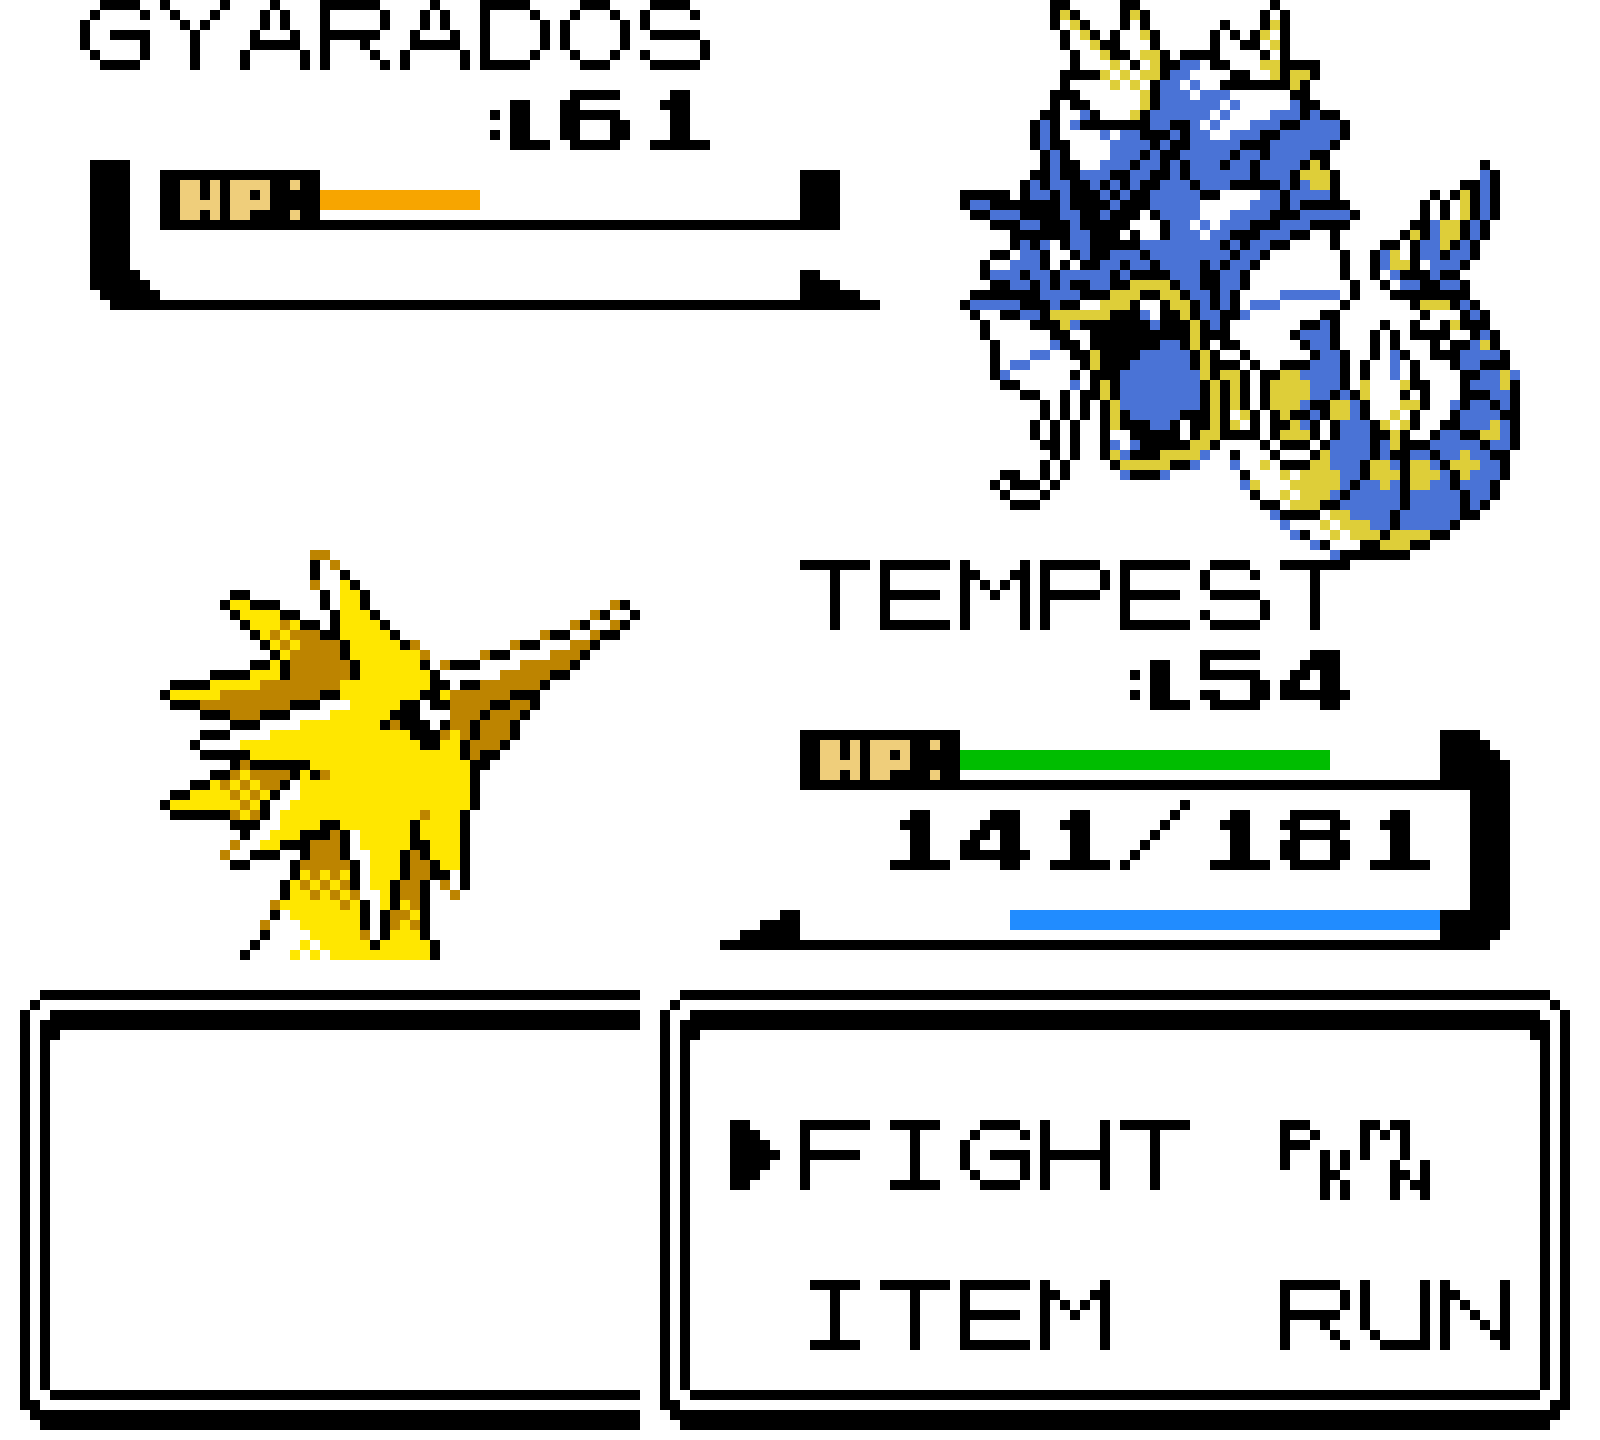 GYARADOS
:L61
HP:
TEMPEST
:L54
HP:
141/181
FIGHT PKMN
ITEM RUN